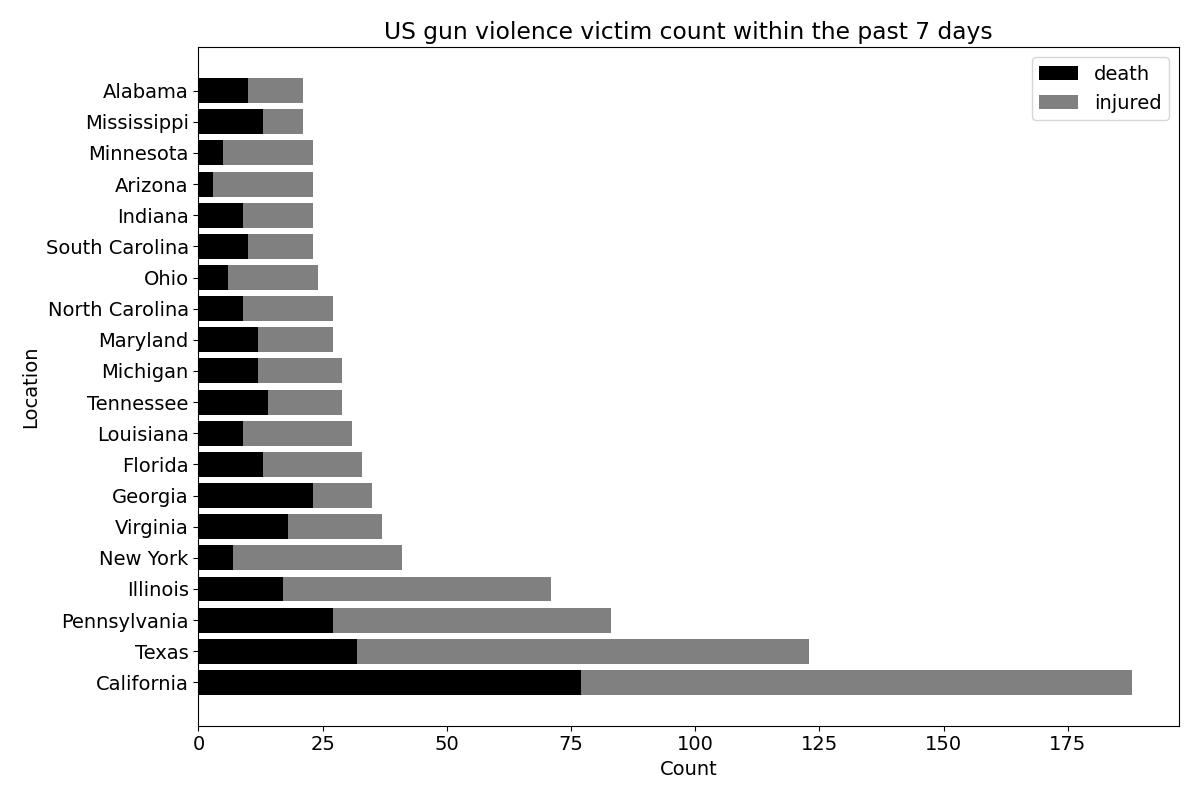 US gun violence victim count within the past 7 days
death
injured
Alabama
Mississippi
Minnesota
Arizona
Indiana
South Carolina
Ohio
North Carolina
Maryland
Michigan
Tennessee
Louisiana
Florida
Georgia
Virginia
New York
Illinois
Pennsylvania
Texas
California
Location
0 25 50 75 100 125 150 175
Count